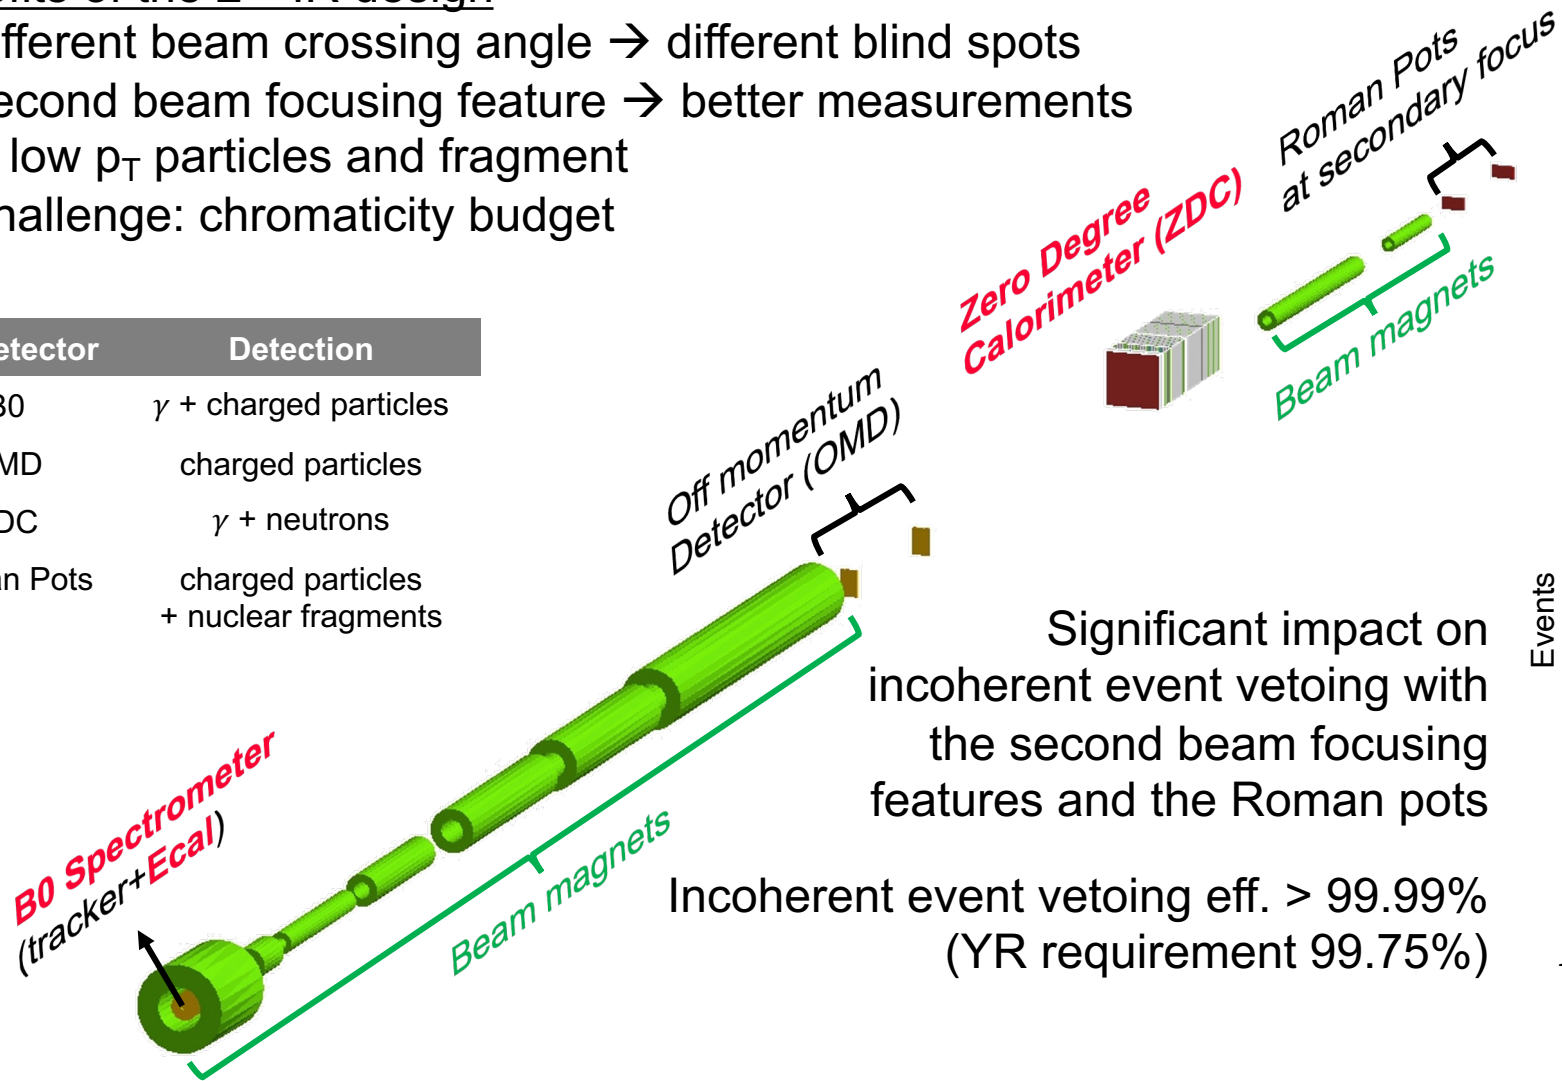 fferent beam crossing angle → different blind spots
econd beam focusing feature → better measurements
low pT particles and fragment
hallenge: chromaticity budget
Roman Pots
at secondary focus
Zero Degree
Calorimeter (ZDC)
Beam magnets
etector Detection
30 γ + charged particles
MD charged particles
DC γ + neutrons
an Pots charged particles
+ nuclear fragments
Off momentum
Detector (OMD)
Events
Significant impact on
incoherent event vetoing with
the second beam focusing
features and the Roman pots
B0 Spectrometer
(tracker+Ecal)
Beam magnets
Incoherent event vetoing eff. > 99.99%
(YR requirement 99.75%)